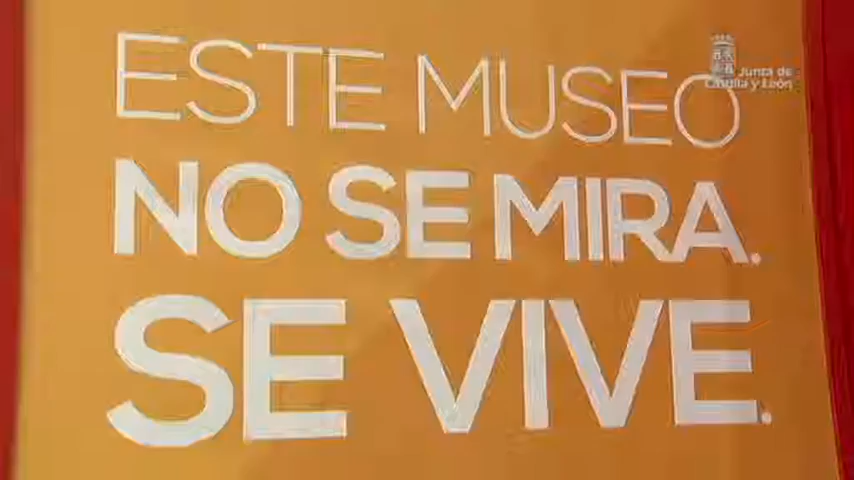 ESTE MUSEO
NO SE MIRA.
SE VIVE.
Junta de
Castilla y León